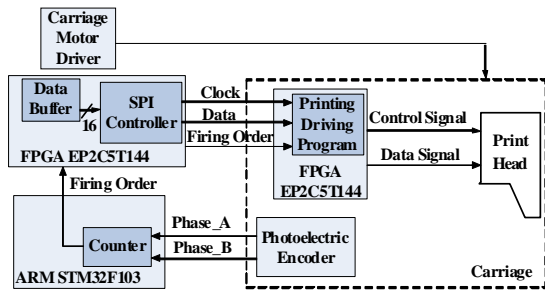 Carriage
Motor
Driver
Data
Buffer
16
SPI
Controller
FPGA EP2C5T144
Clock
Data
Firing Order
Printing
Driving
Program
FPGA
EP2C5T144
Control Signal
Data Signal
Print
Head
Firing Order
Counter
ARM STM32F103
Phase_A
Phase_B
Photoelectric
Encoder
Carriage